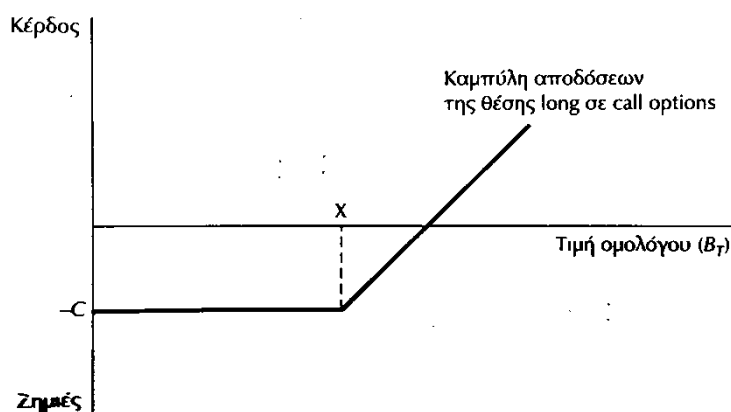 Κέρδος
Καμπύλη αποδόσεων
της θέσης long σε call options
X
Τιμή ομολόγου (B_T)
–C
Ζημιές